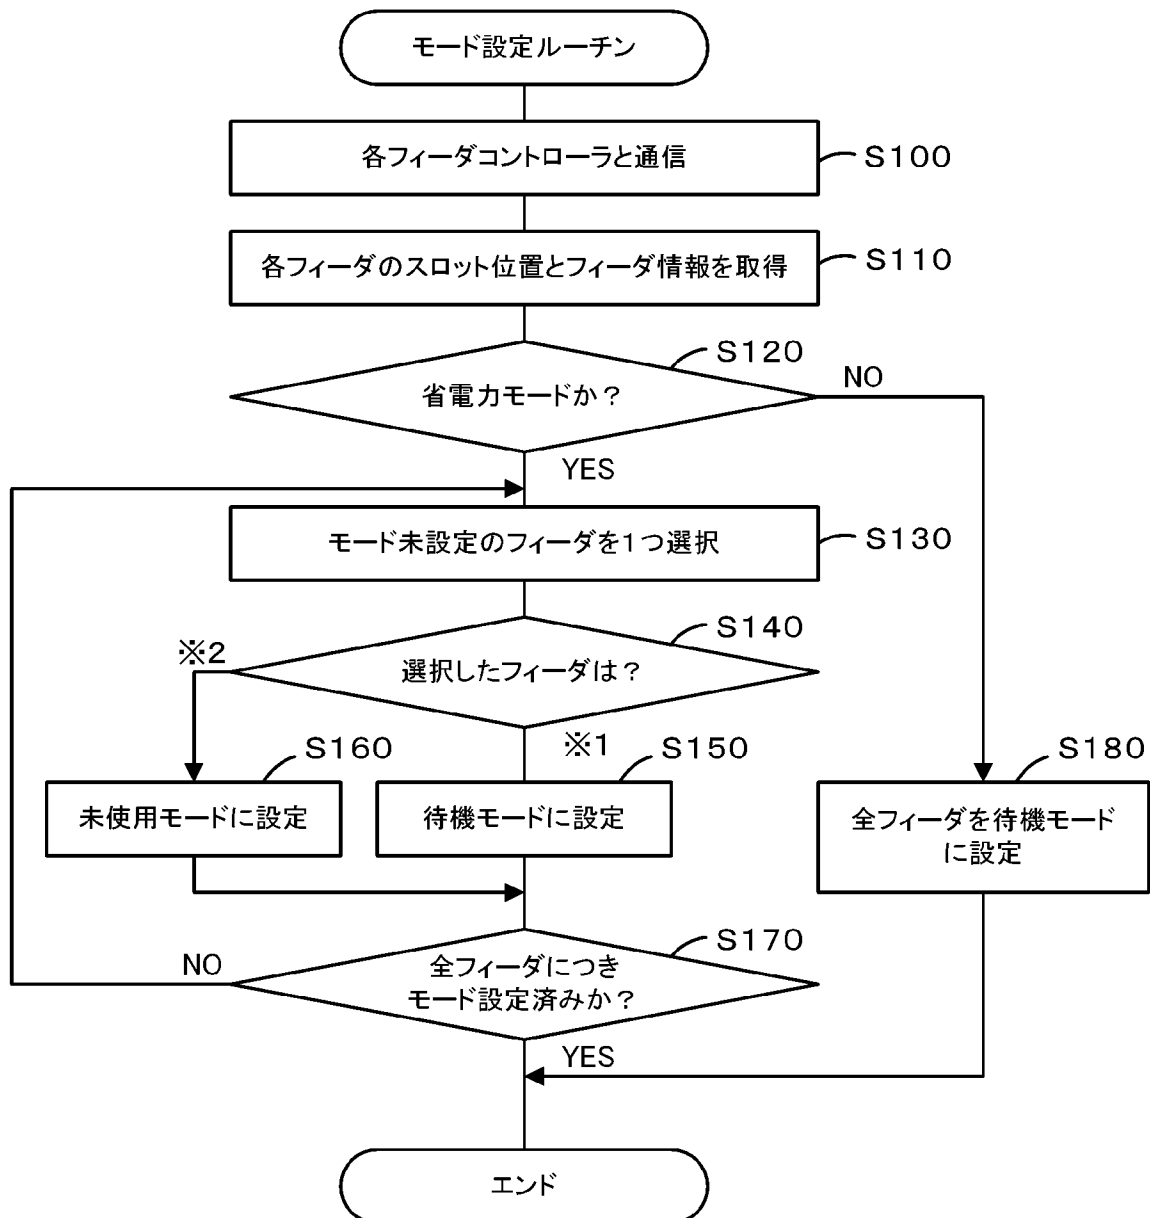 モード設定ルーチン
各フィーダコントローラと通信
S100
各フィーダのスロット位置とフィーダ情報を取得
S110
S120
省電力モードか？
NO
YES
モード未設定のフィーダを1つ選択
S130
S140
※2
選択したフィーダは？
※1
S160
S150
S180
未使用モードに設定
待機モードに設定
全フィーダを待機モード
に設定
S170
NO
全フィーダにつき
モード設定済みか？
YES
エンド